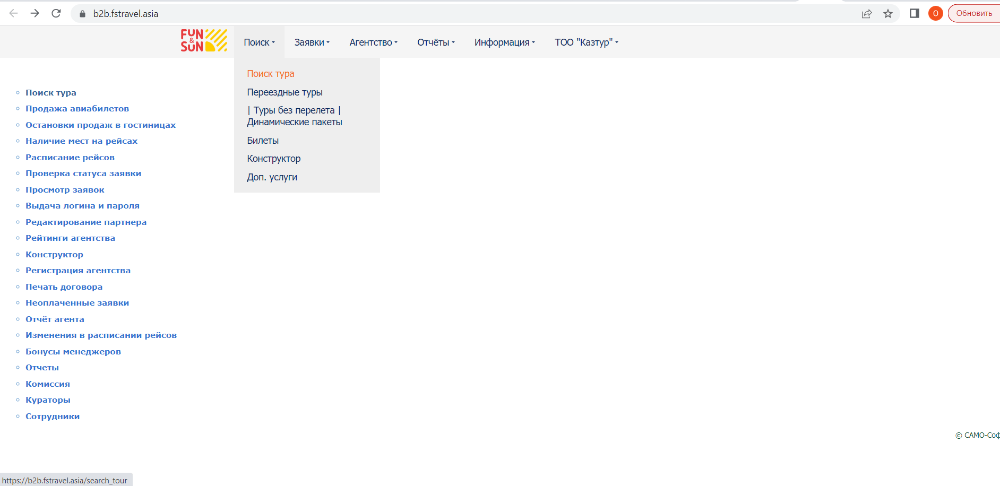 b2b.fstravel.asia
О
Обновить
FUN
&
SUN
Поиск
Заявки
Агентство
Отчёты
Информация
ТОО "Казтур"
Поиск тура
Переездные туры
| Туры без перелета |
Динамические пакеты
Билеты
Конструктор
Доп. услуги
Поиск тура
Продажа авиабилетов
Остановки продаж в гостиницах
Наличие мест на рейсах
Расписание рейсов
Проверка статуса заявки
Просмотр заявок
Выдача логина и пароля
Редактирование партнера
Рейтинги агентства
Конструктор
Регистрация агентства
Печать договора
Неоплаченные заявки
Отчёт агента
Изменения в расписании рейсов
Бонусы менеджеров
Отчеты
Комиссия
Кураторы
Сотрудники
© САМО-Соф
https://b2b.fstravel.asia/search_tour